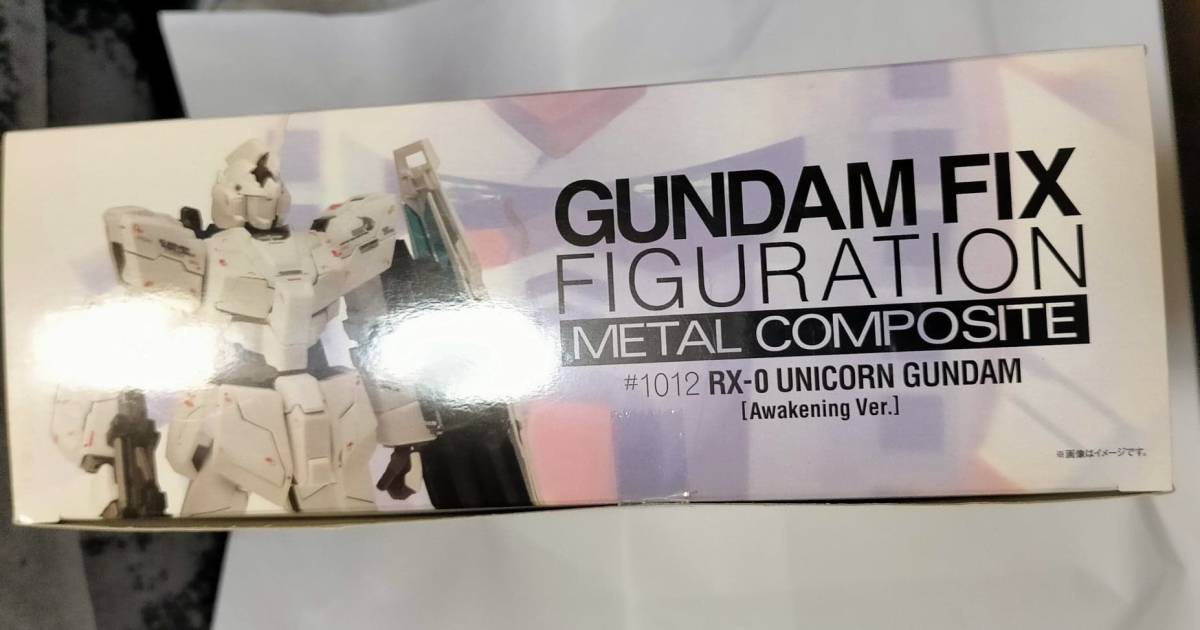 GUNDAM FIX
FIGURATION
METAL COMPOSITE
#1012 RX-0 UNICORN GUNDAM
[Awakening Ver.]
※画像はイメージです。